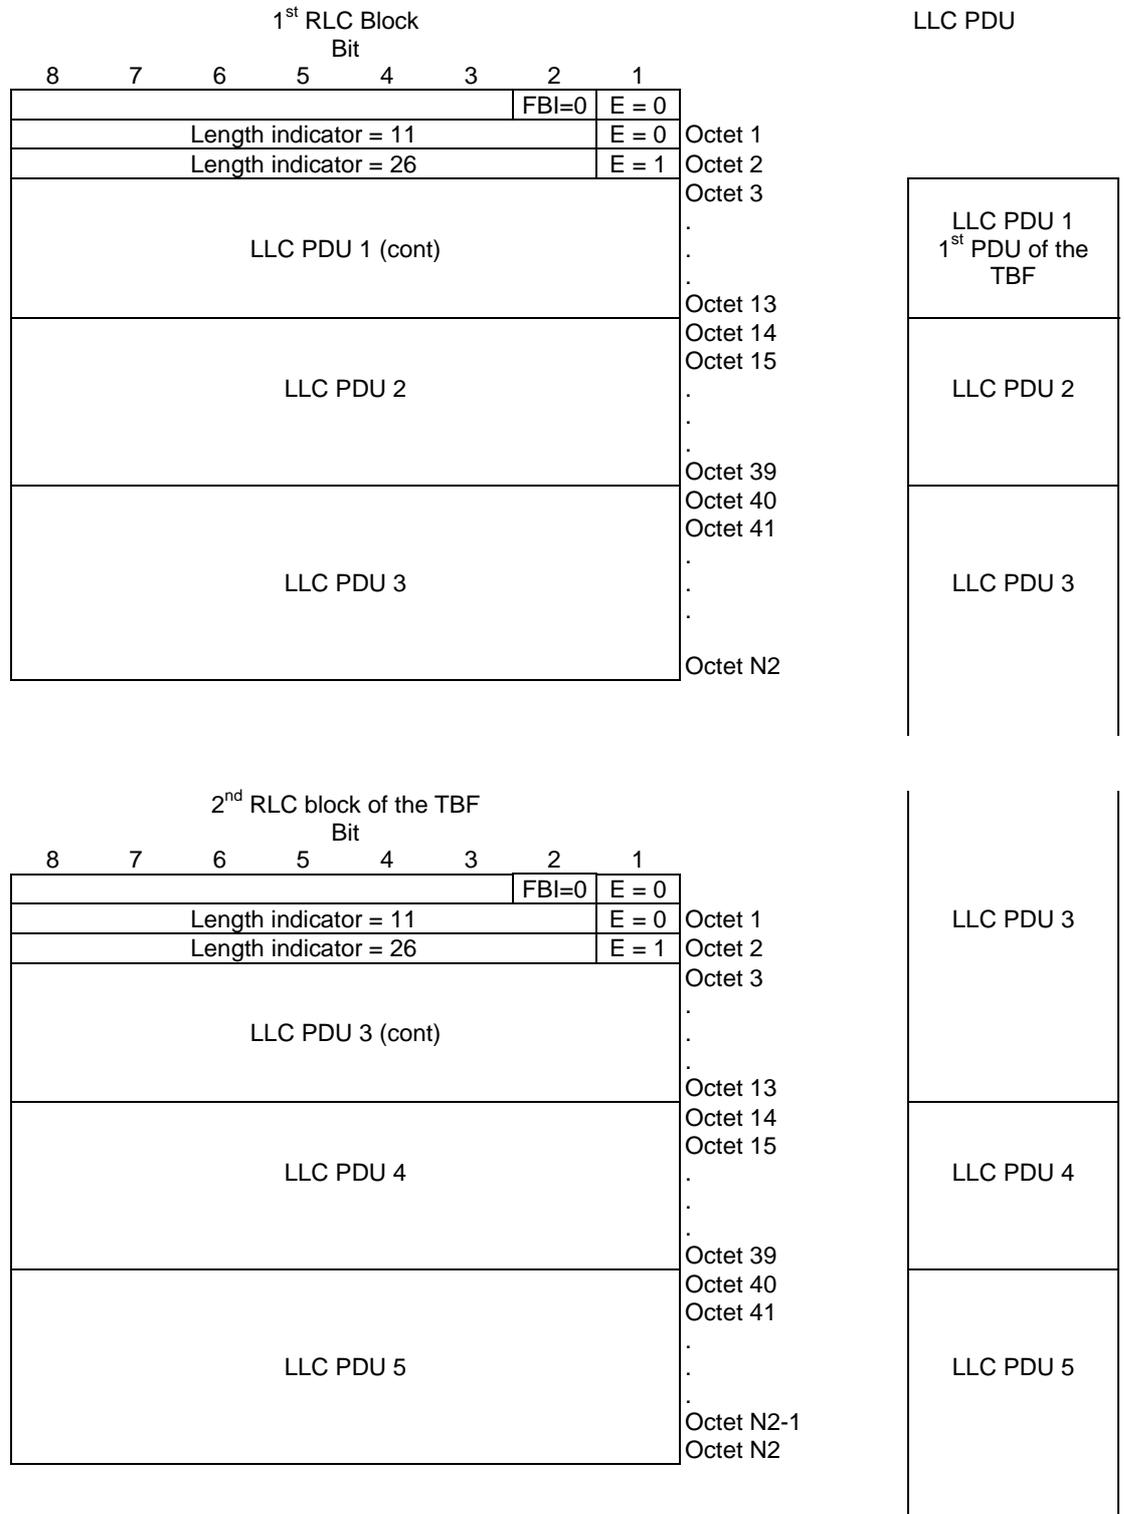 1st RLC Block LLC PDU
Bit
8 7 6 5 4 3 2 1
FBI=0 E = 0
Length indicator = 11 E = 0 Octet 1
Length indicator = 26 E = 1 Octet 2
Octet 3
LLC PDU 1
. 
LLC PDU 1 (cont) . 1st PDU of the
. TBF
Octet 13
Octet 14
Octet 15
LLC PDU 2 . LLC PDU 2
.
.
Octet 39
Octet 40
Octet 41
.
LLC PDU 3 . LLC PDU 3
.
Octet N2
2nd RLC block of the TBF
Bit
8 7 6 5 4 3 2 1
FBI=0 E = 0
Length indicator = 11 E = 0 Octet 1 LLC PDU 3
Length indicator = 26 E = 1 Octet 2
Octet 3
.
LLC PDU 3 (cont) .
.
Octet 13
Octet 14
Octet 15
LLC PDU 4 . LLC PDU 4
.
.
Octet 39
Octet 40
Octet 41
.
LLC PDU 5 . LLC PDU 5
.
Octet N2-1
Octet N2